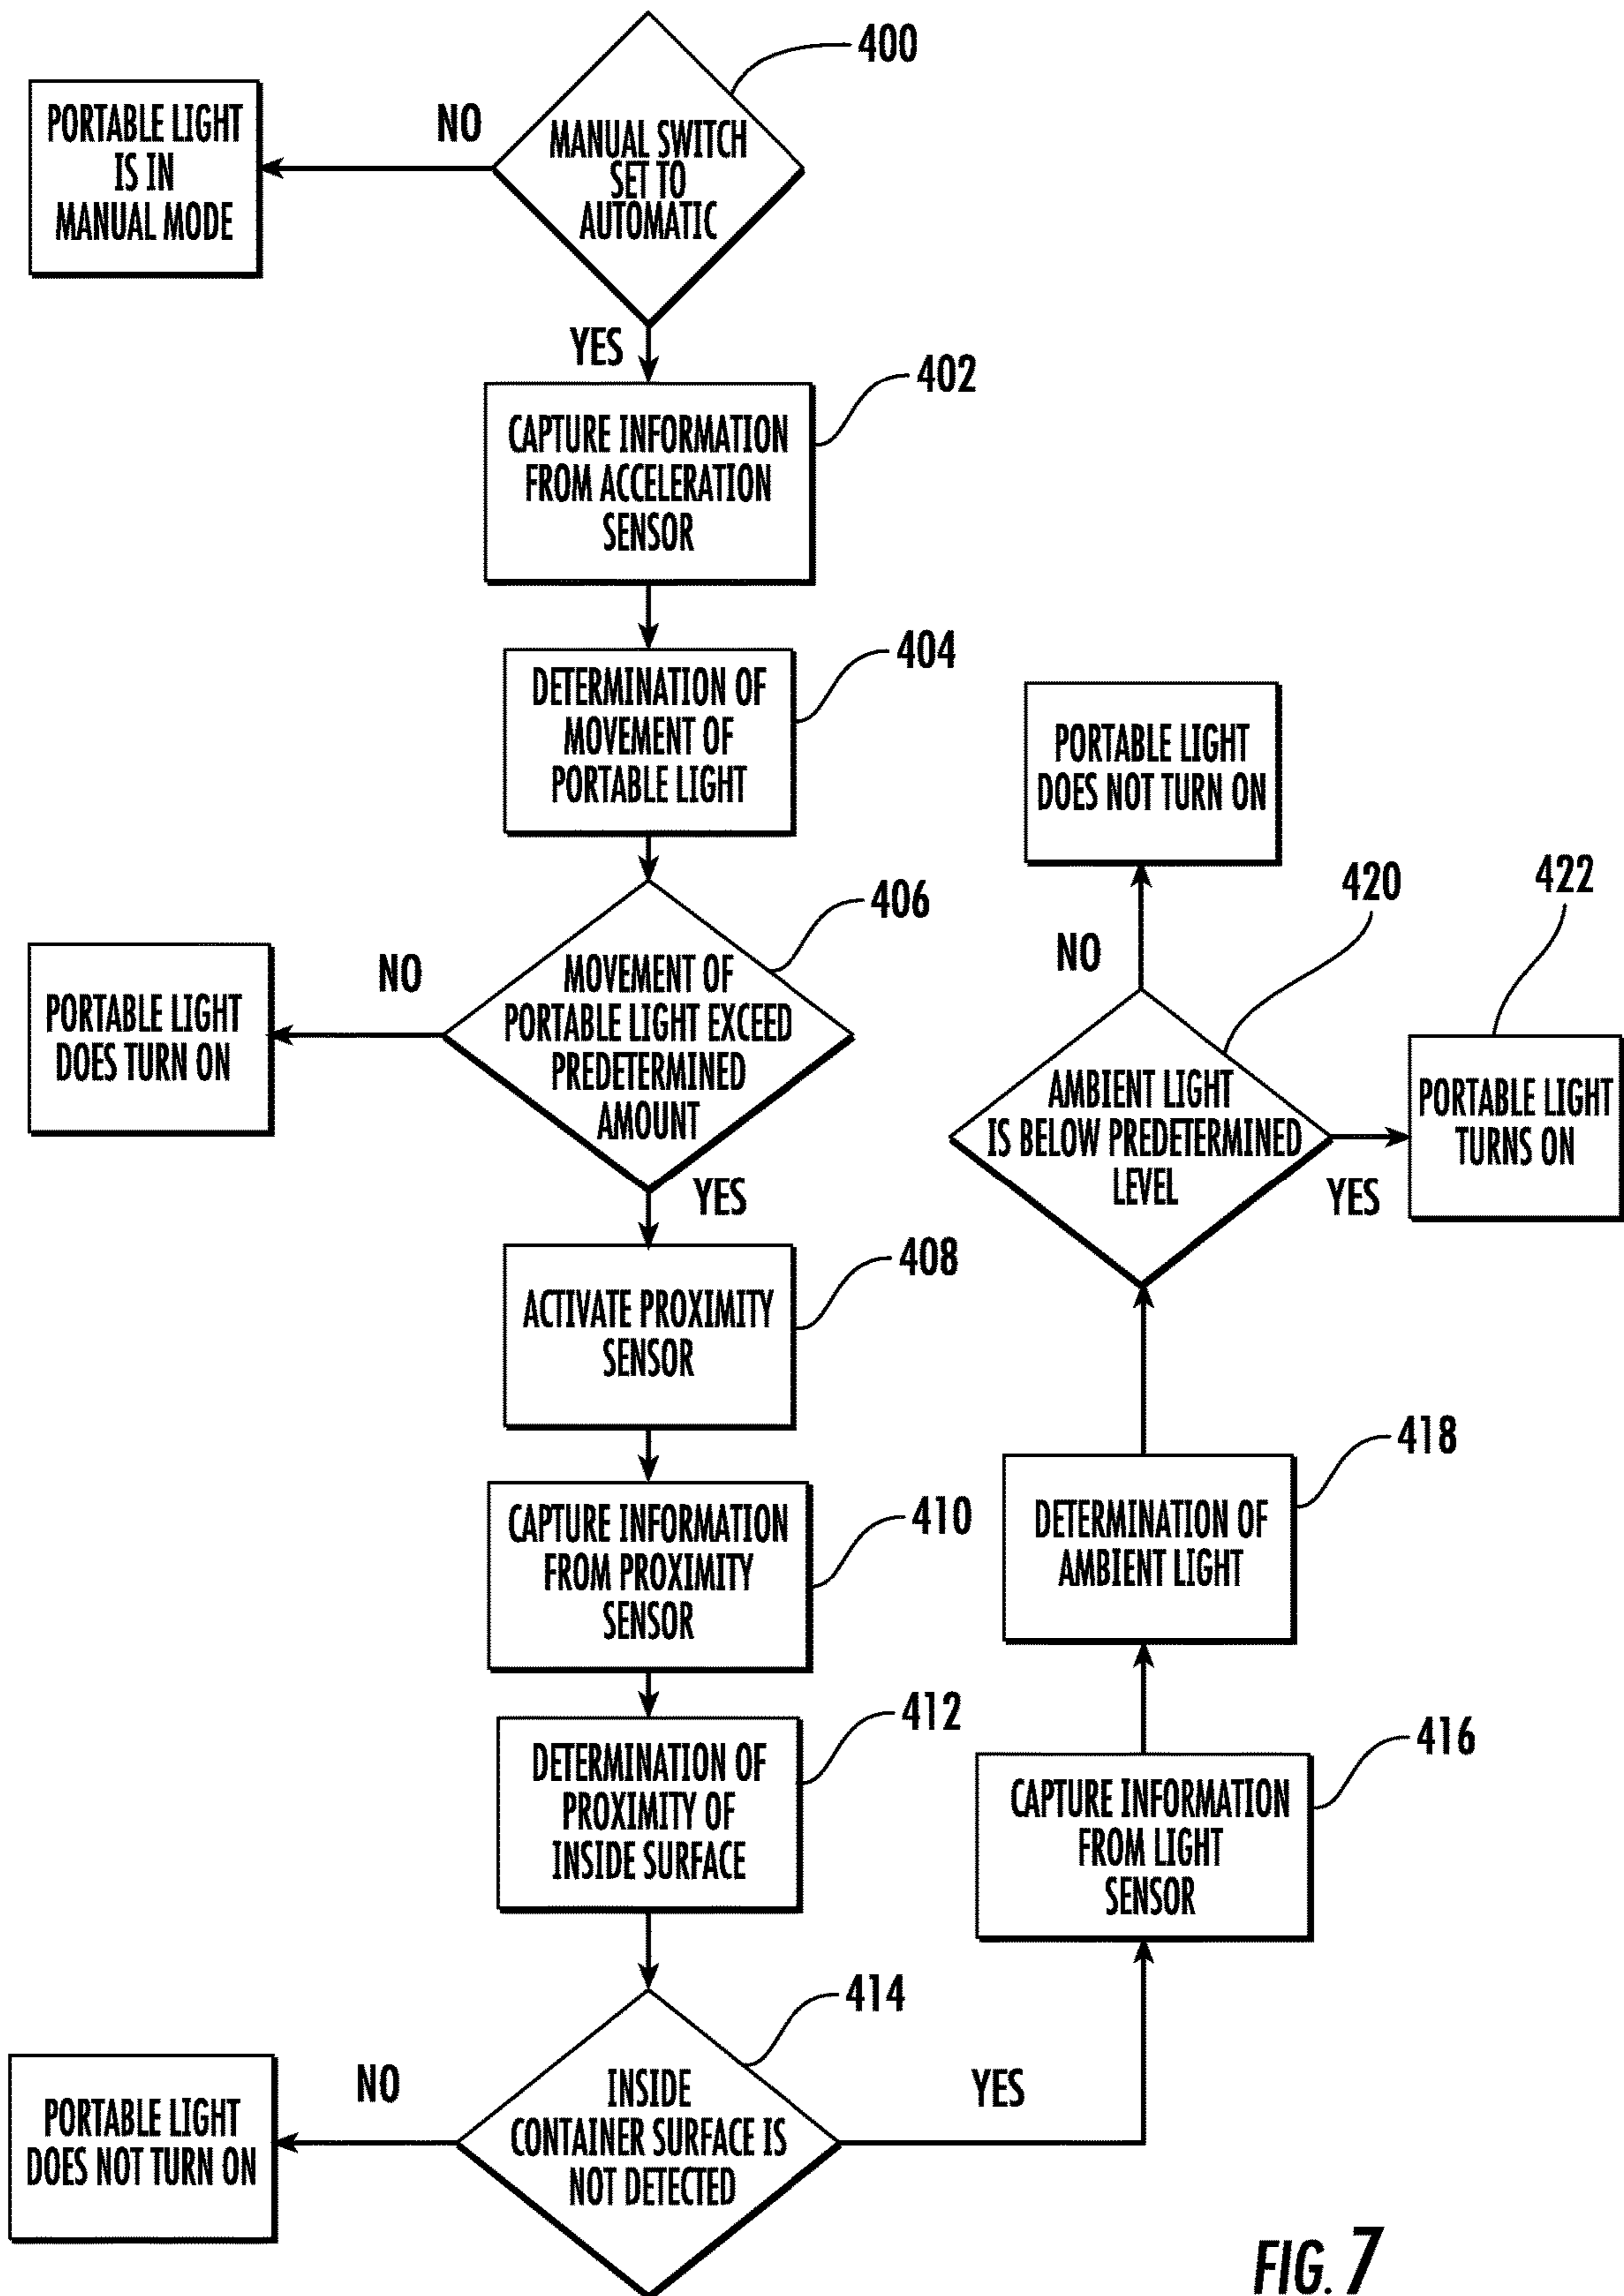 400
MANUAL SWITCH
SET TO
AUTOMATIC
NO
PORTABLE LIGHT
IS IN
MANUAL MODE
YES
402
CAPTURE INFORMATION
FROM ACCELERATION
SENSOR
404
DETERMINATION OF
MOVEMENT OF
PORTABLE LIGHT
406
MOVEMENT OF
PORTABLE LIGHT EXCEED
PREDETERMINED
AMOUNT
NO
PORTABLE LIGHT
DOES TURN ON
YES
408
ACTIVATE PROXIMITY
SENSOR
410
CAPTURE INFORMATION
FROM PROXIMITY
SENSOR
412
DETERMINATION OF
PROXIMITY OF
INSIDE SURFACE
414
INSIDE
CONTAINER SURFACE IS
NOT DETECTED
NO
PORTABLE LIGHT
DOES NOT TURN ON
YES
416
CAPTURE INFORMATION
FROM LIGHT
SENSOR
418
DETERMINATION OF
AMBIENT LIGHT
420
AMBIENT LIGHT
IS BELOW PREDETERMINED
LEVEL
NO
PORTABLE LIGHT
DOES NOT TURN ON
YES
422
PORTABLE LIGHT
TURNS ON
FIG. 7